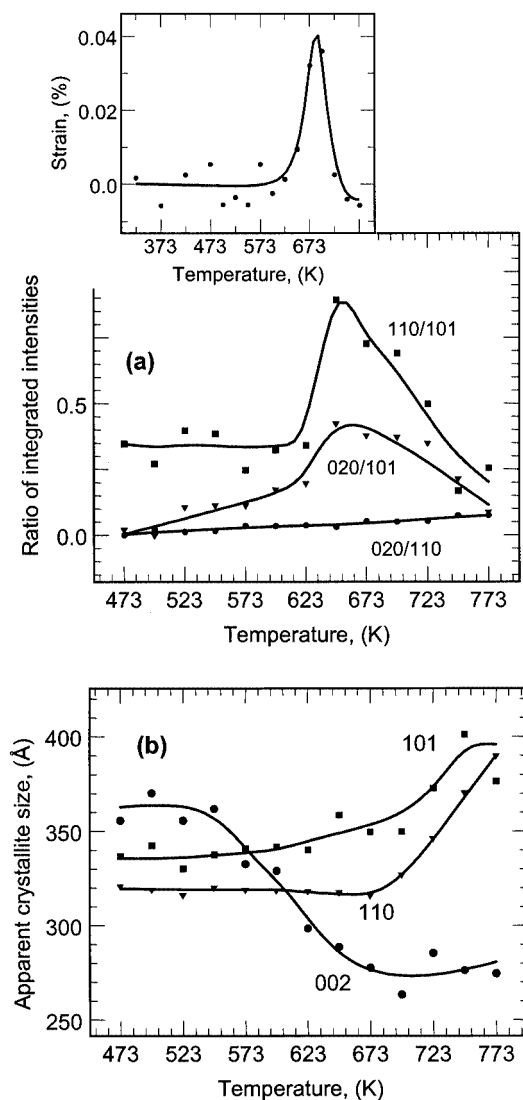 0.04
0.02
0.0
Strain, (%)
373 473 573 673
Temperature, (K)
(a)
110/101
0.5
020/101
0.0
020/110
Ratio of integrated intensities
473 523 573 623 673 723 773
Temperature, (K)
(b)
101
400
350
110
300
002
250
Apparent crystallite size, (Å)
473 523 573 623 673 723 773
Temperature, (K)